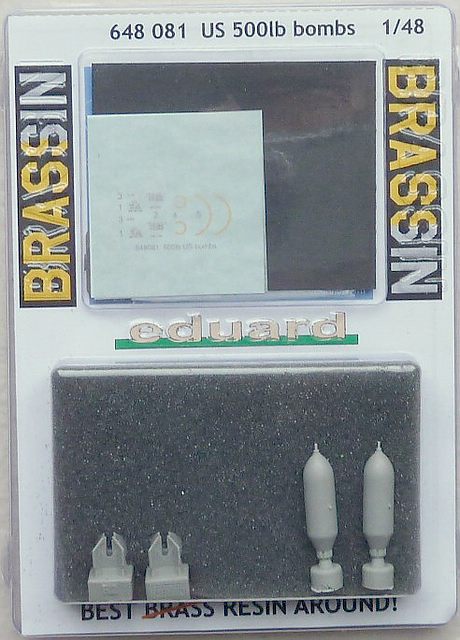 648 081 US 500lb bombs 1/48
BRASSIN
BRASSIN
eduard
BEST BRASS RESIN AROUND!